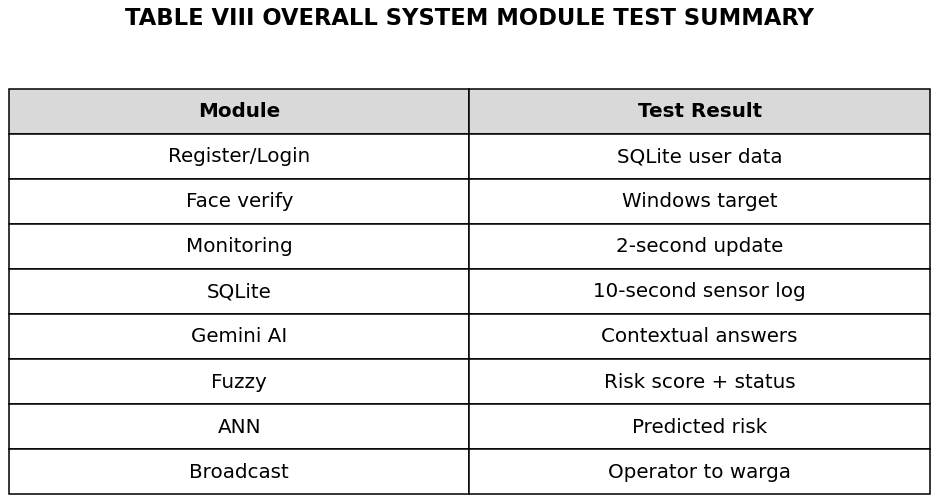 TABLE VIII OVERALL SYSTEM MODULE TEST SUMMARY
Module Test Result
Register/Login SQLite user data
Face verify Windows target
Monitoring 2-second update
SQLite 10-second sensor log
Gemini AI Contextual answers
Fuzzy Risk score + status
ANN Predicted risk
Broadcast Operator to warga